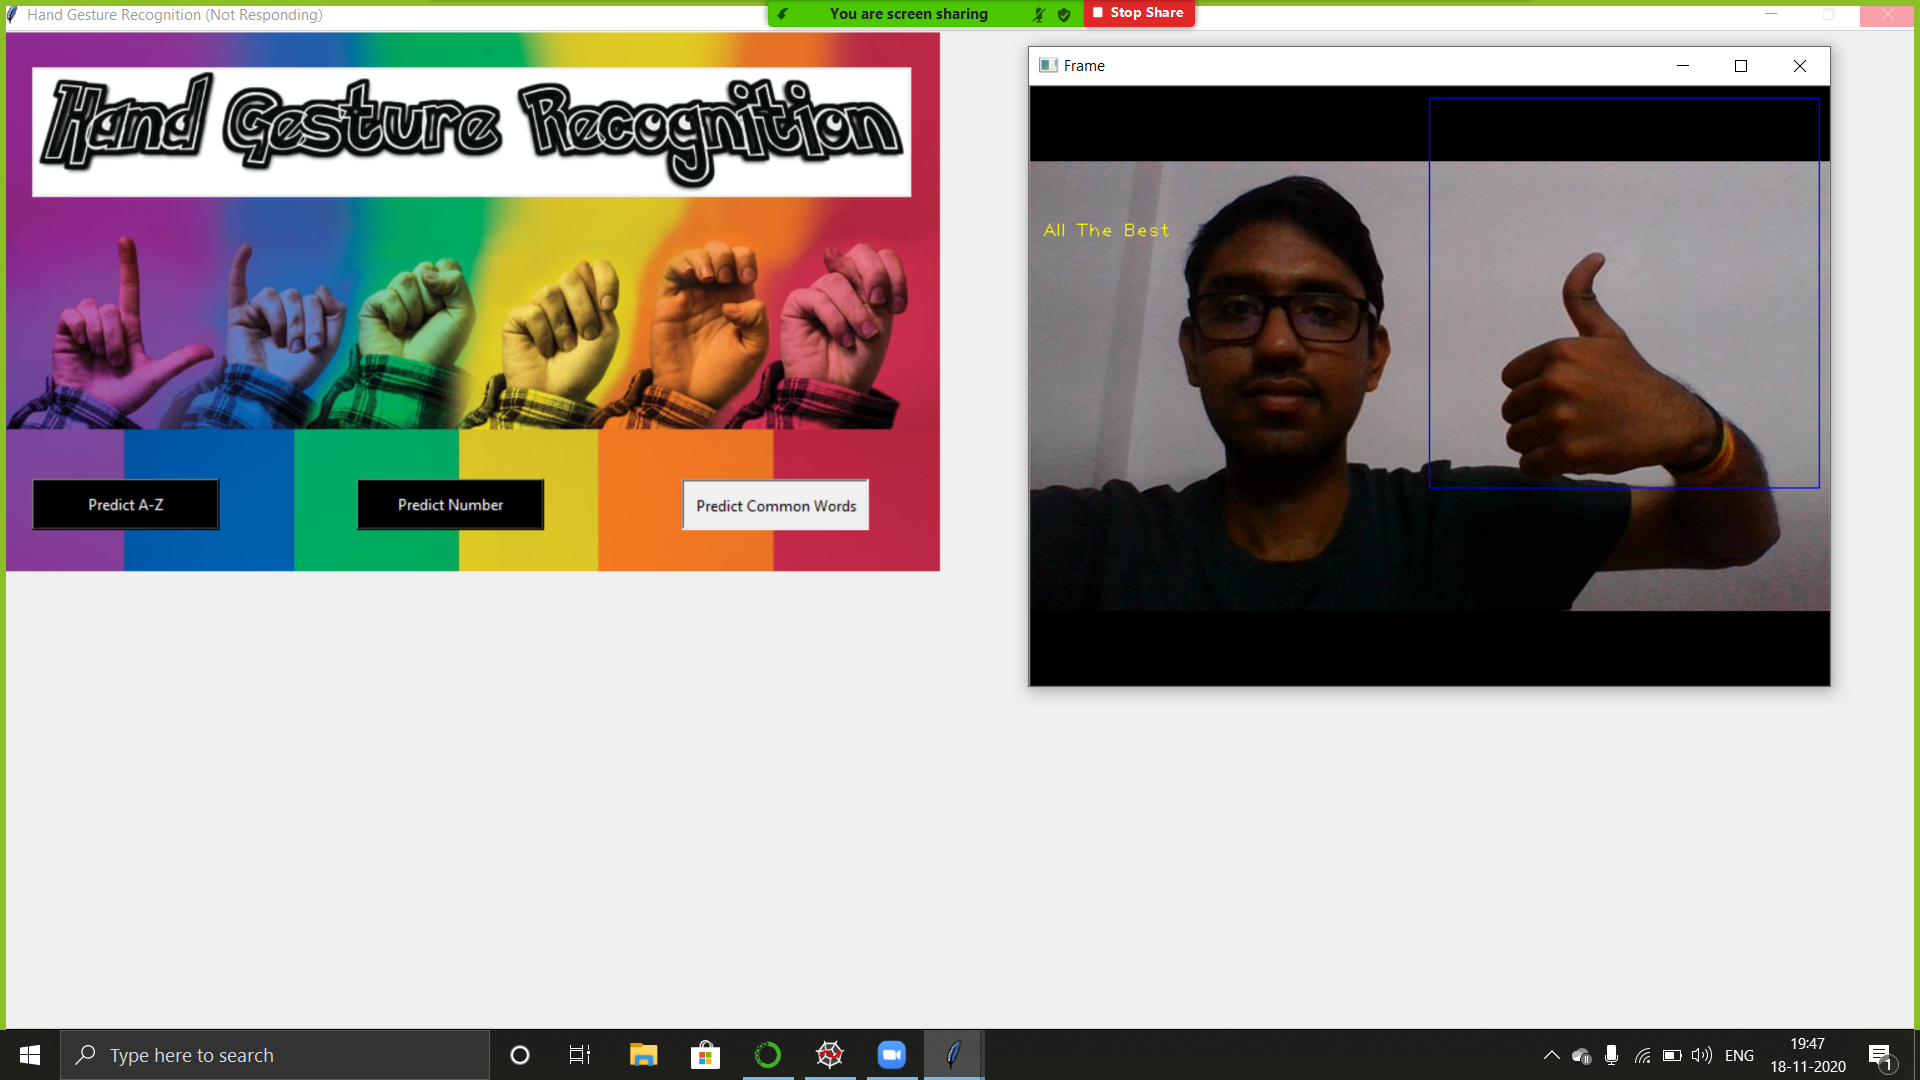 Hand Gesture Recognition (Not Responding)
You are screen sharing
Stop Share
Hand Gesture Recognition
Predict A-Z
Predict Number
Predict Common Words
Frame
All The Best
Type here to search
ENG
19:47
18-11-2020
1